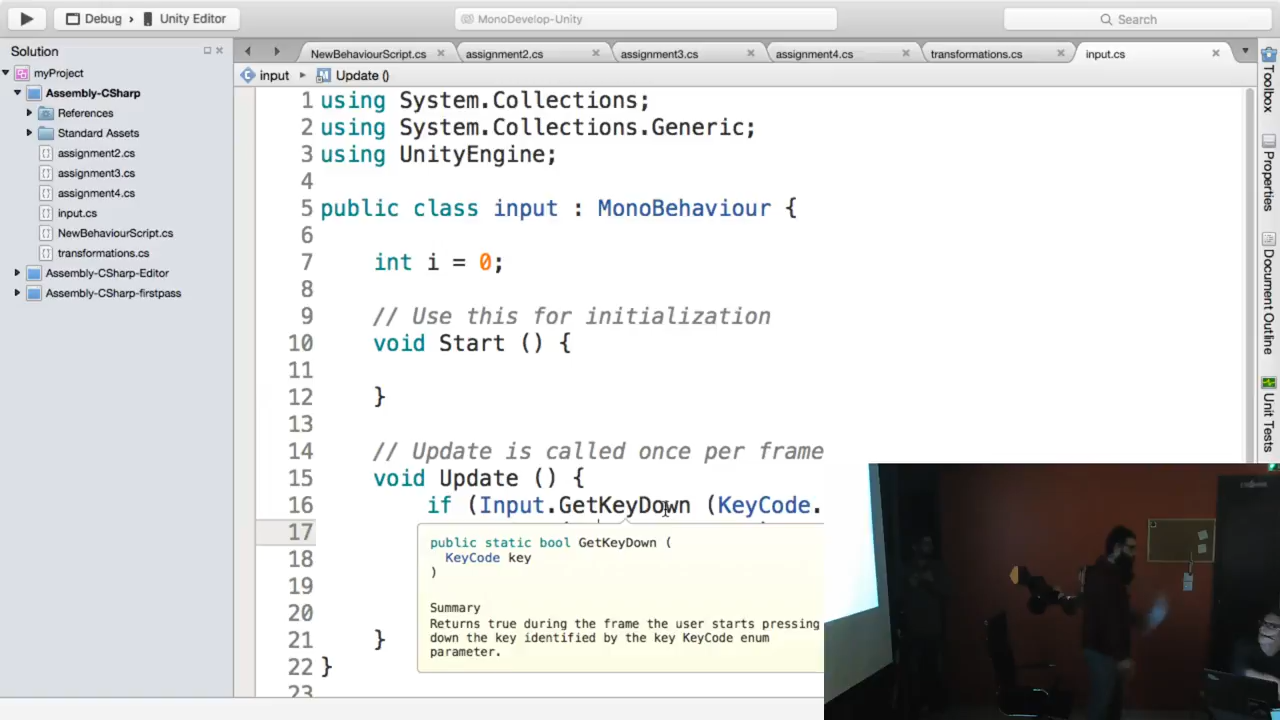 Debug
Unity Editor
MonoDevelop-Unity
Search
Solution
myProject
Assembly-CSharp
References
Standard Assets
assignment2.cs
assignment3.cs
assignment4.cs
input.cs
NewBehaviourScript.cs
transformations.cs
Assembly-CSharp-Editor
Assembly-CSharp-firstpass
NewBehaviourScript.cs
assignment2.cs
assignment3.cs
assignment4.cs
transformations.cs
input.cs
input
Update ()
1 using System.Collections;
2 using System.Collections.Generic;
3 using UnityEngine;
4
5 public class input : MonoBehaviour {
6
7 int i = 0;
8
9 // Use this for initialization
10 void Start () {
11
12 }
13
14 // Update is called once per frame
15 void Update () {
16 if (Input.GetKeyDown (KeyCode.
17
18
19
20
21 }
22 }
23
public static bool GetKeyDown (
KeyCode key
)
Summary
Returns true during the frame the user starts pressing
down the key identified by the key KeyCode enum
parameter.
Toolbox
Properties
Document Outline
Unit Tests